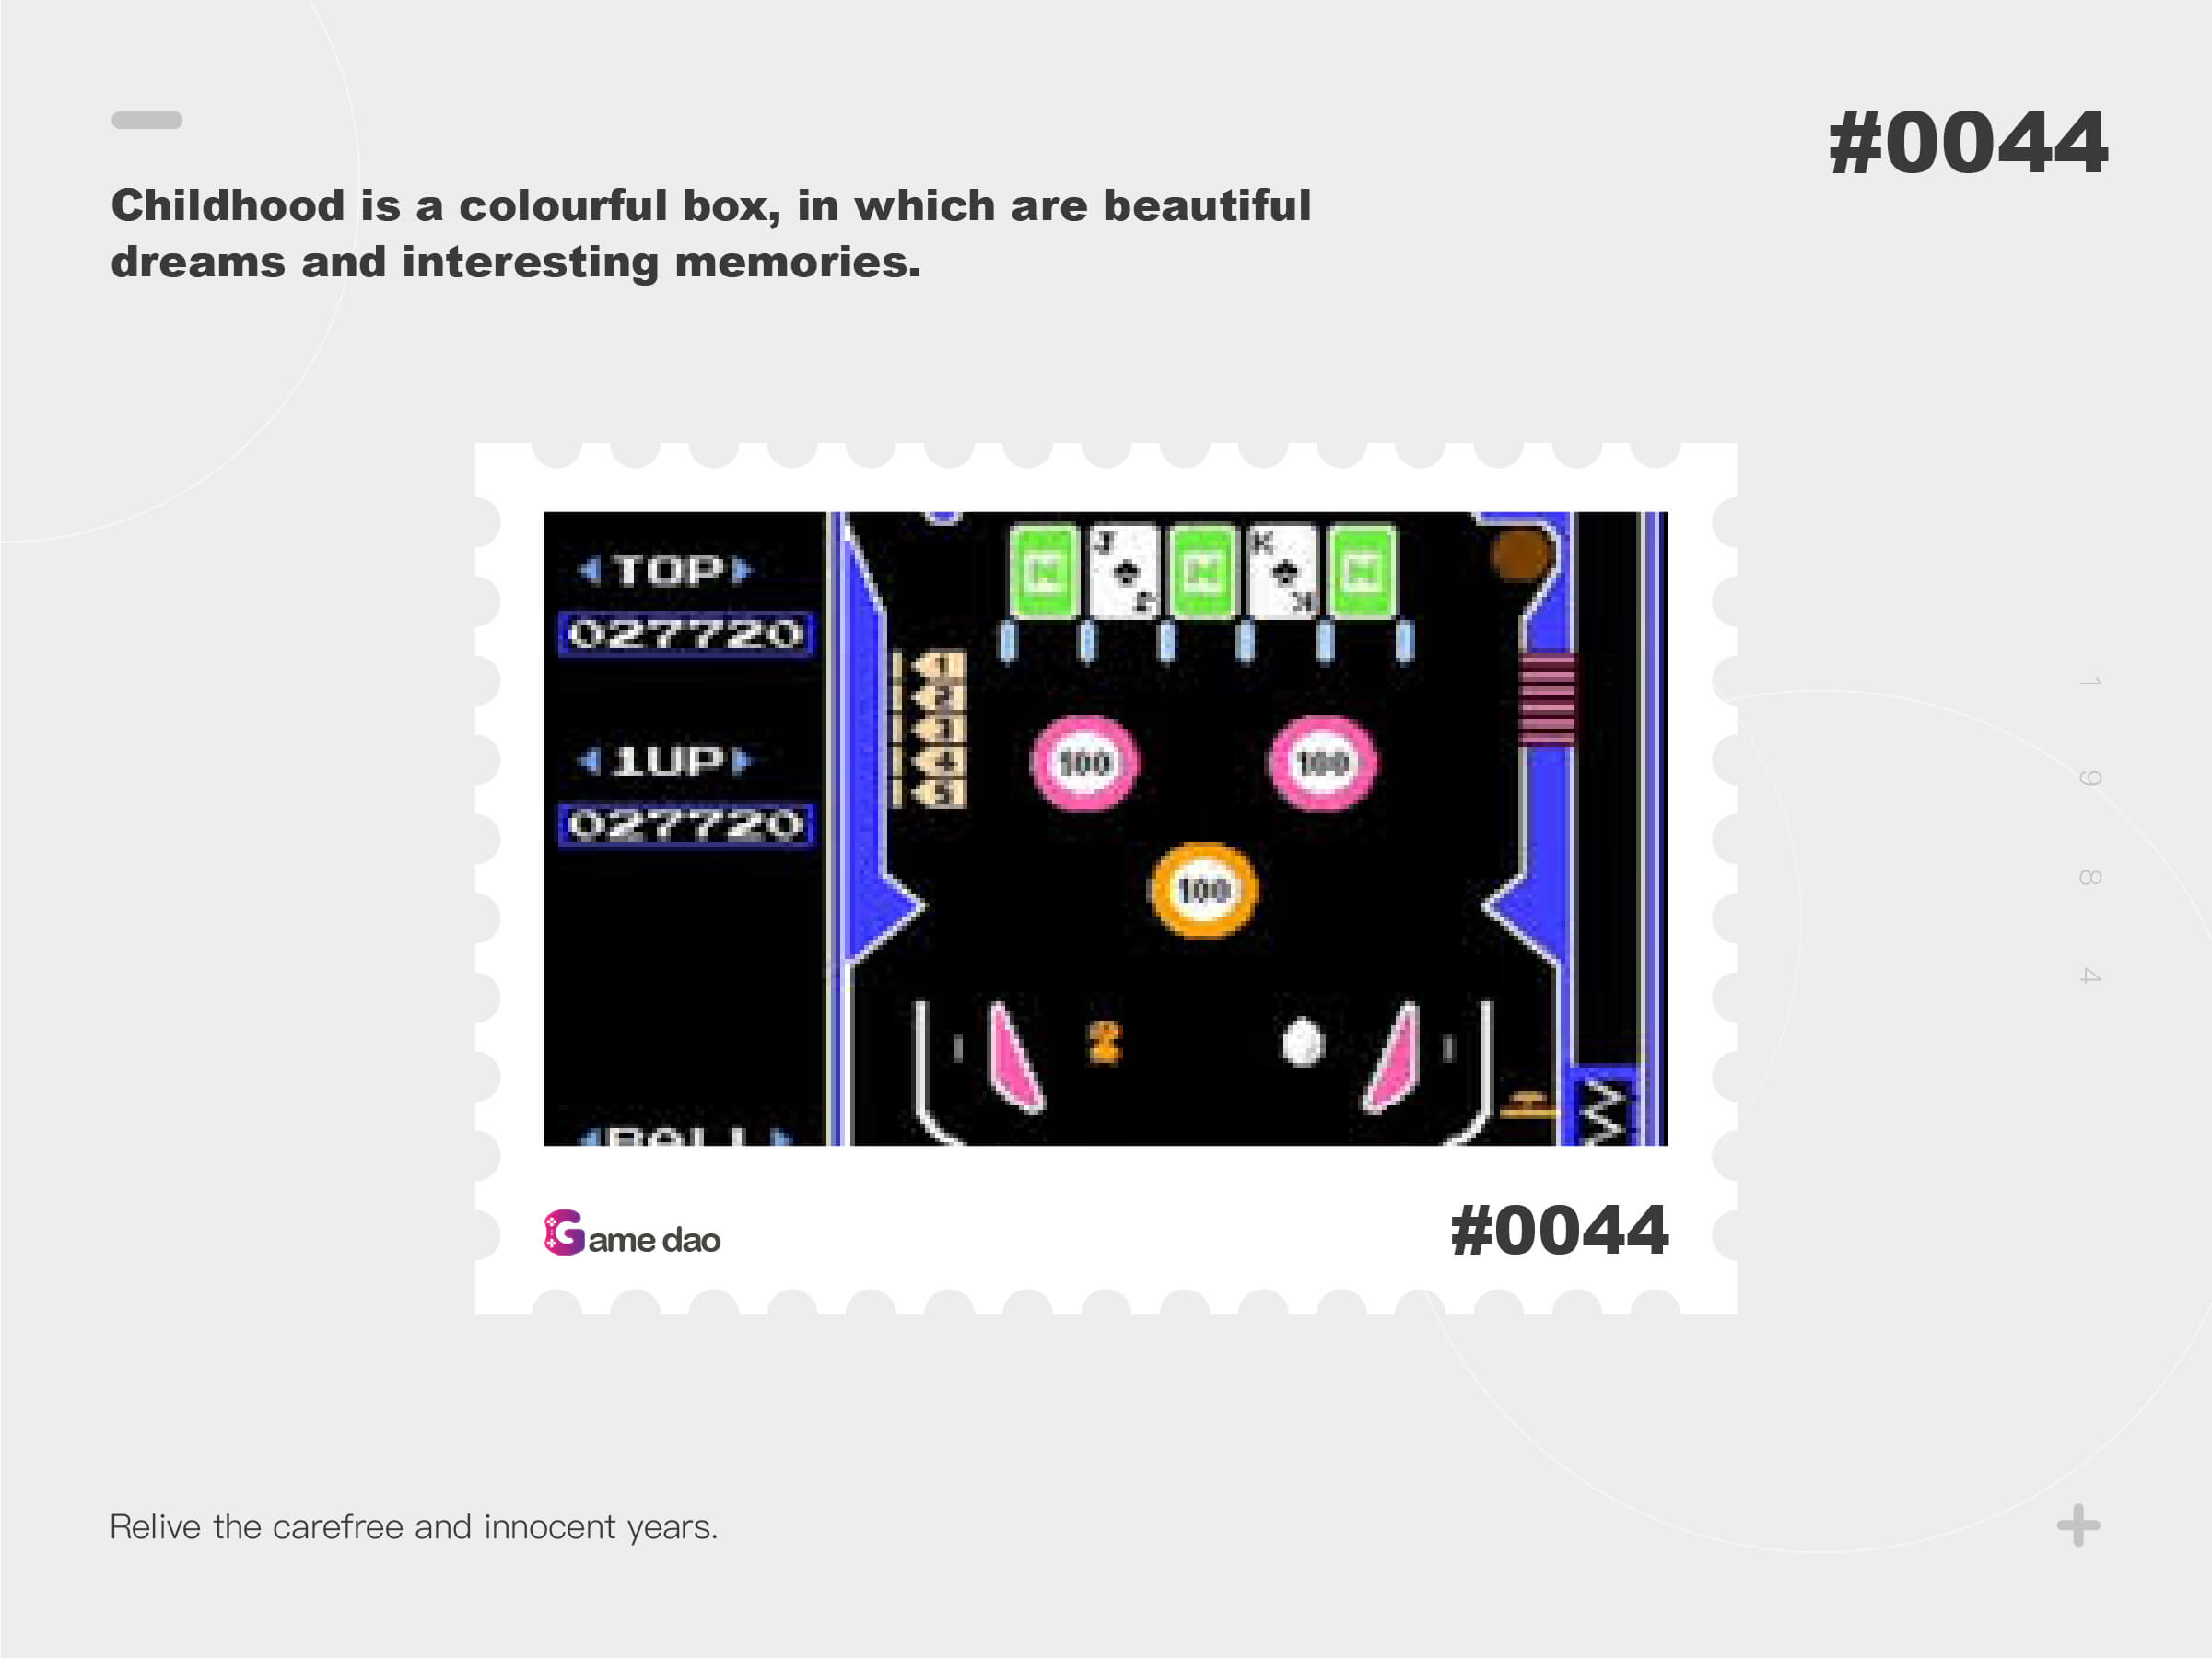 #0044
Childhood is a colourful box, in which are beautiful
dreams and interesting memories.
TOP
027720
1UP
027720
J
K
1
2
3
4
5
100
100
100
2
Game dao
#0044
1 9 8 4
Relive the carefree and innocent years.